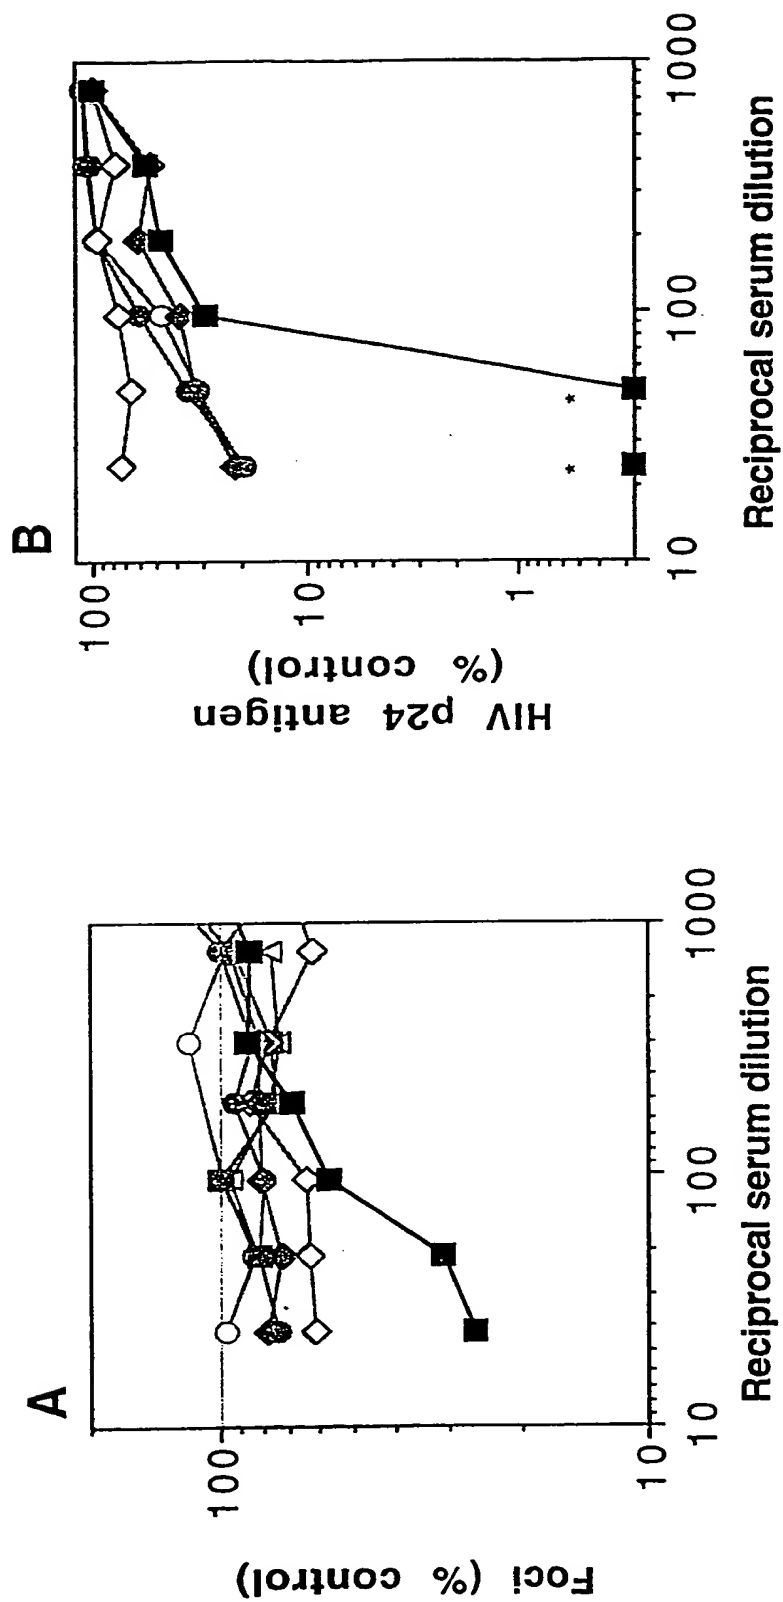 A
Foci (% control)
100
10
10
100
1000
Reciprocal serum dilution
B
HIV p24 antigen
(% control)
100
10
1
10
100
1000
Reciprocal serum dilution
*
*